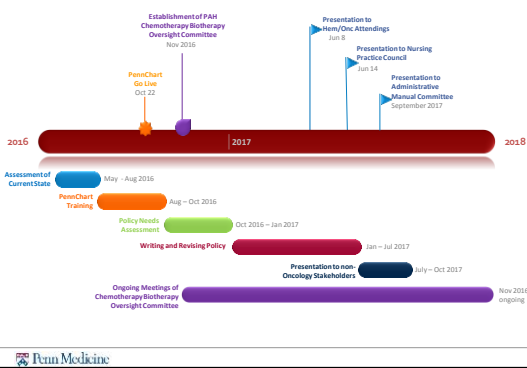 Establishment of PAH
Chemotherapy Biotherapy
Oversight Committee
Nov 2016
Presentation to
Hem/Onc Attendings
Jun 8
Presentation to Nursing
Practice Council
Jun 14
PennChart
Go Live
Oct 22
Presentation to
Administrative
Manual Committee
September 2017
2016
2017
2018
Assessment of
Current State
May - Aug 2016
PennChart
Training
Aug – Oct 2016
Policy Needs
Assessment
Oct 2016 – Jan 2017
Writing and Revising Policy
Jan – Jul 2017
Presentation to non-
Oncology Stakeholders
July – Oct 2017
Ongoing Meetings of
Chemotherapy Biotherapy
Oversight Committee
Nov 2016
ongoing
Penn Medicine